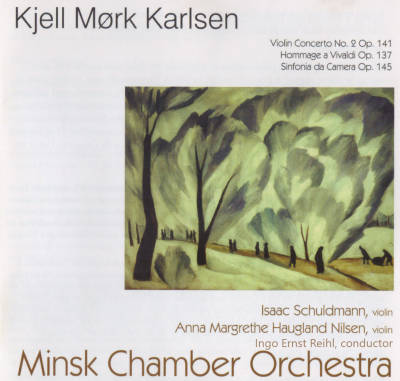 Kjell Mørk Karlsen
Violin Concerto No. 2 Op. 141
Hommage a Vivaldi Op. 137
Sinfonia da Camera Op. 145
Isaac Schuldmann, violin
Anna Margrethe Haugland Nilsen, violin
Ingo Ernst Reihl, conductor
Minsk Chamber Orchestra